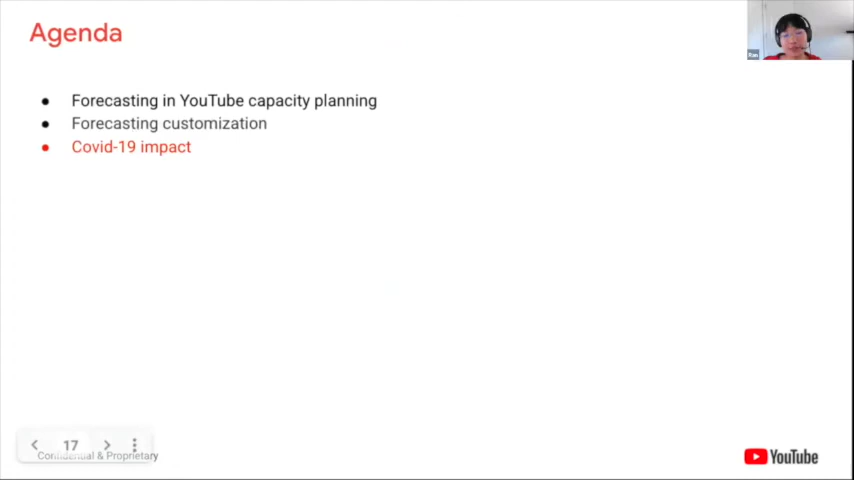 Agenda
● Forecasting in YouTube capacity planning
● Forecasting customization
● Covid-19 impact
17
Confidential & Proprietary
YouTube